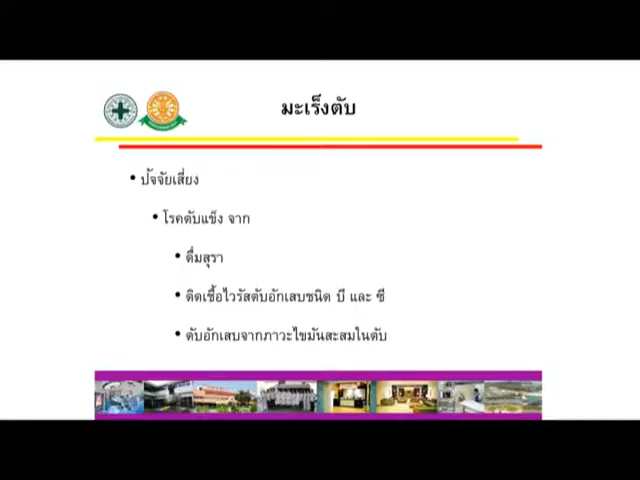 มะเร็งตับ
• ปัจจัยเสี่ยง
• โรคตับแข็ง จาก
• ดื่มสุรา
• ติดเชื้อไวรัสตับอักเสบชนิด บี และ ซี
• ตับอักเสบจากภาวะไขมันสะสมในตับ